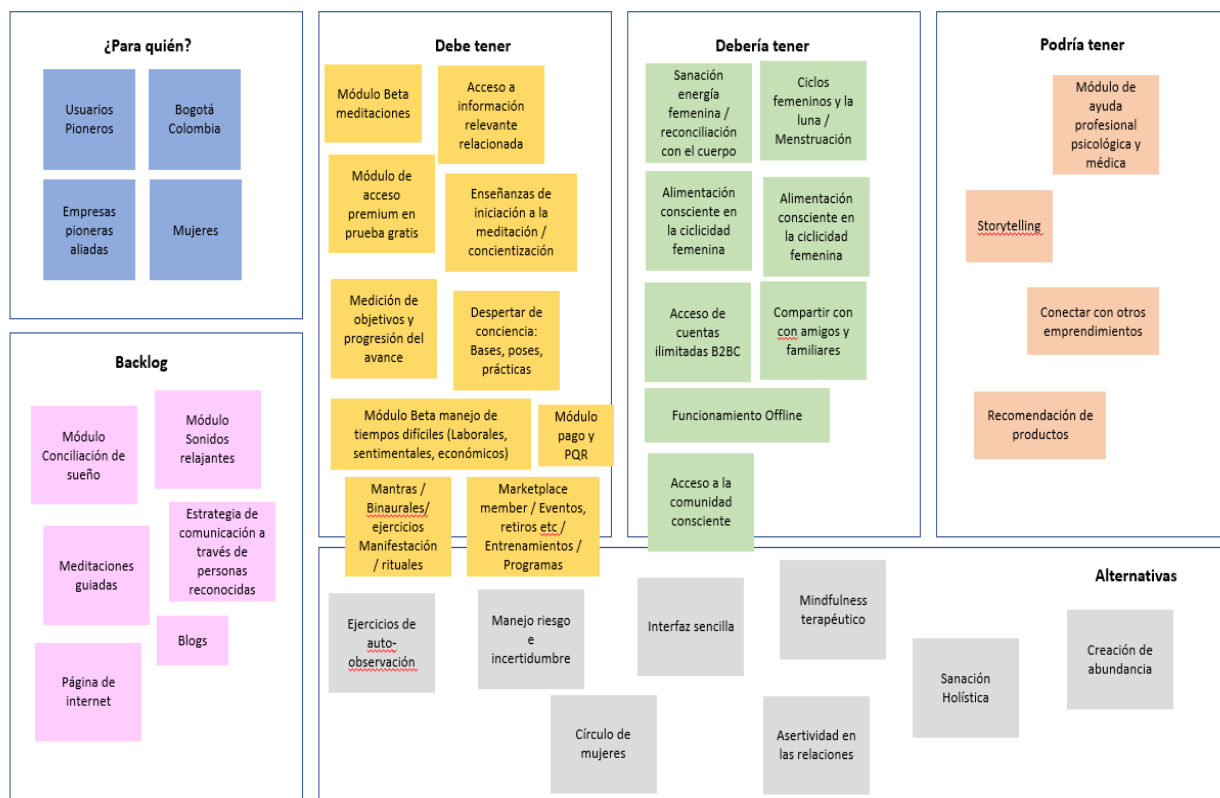 ¿Para quién?
Usuarios
Pioneros
Bogotá
Colombia
Empresas
pioneras
aliadas
Mujeres
Debe tener
Módulo Beta
meditaciones
Acceso a
información
relevante
relacionada
Módulo de
acceso
premium en
prueba gratis
Enseñanzas de
iniciación a la
meditación /
concientización
Medición de
objetivos y
progresión del
avance
Despertar de
conciencia:
Bases, poses,
prácticas
Módulo Beta manejo de
tiempos difíciles (Laborales,
sentimentales, económicos)
Módulo
pago y
PQR
Mantras /
Binaurales/
ejercicios
Manifestación
/ rituales
Marketplace
member / Eventos,
retiros etc /
Entrenamientos /
Programas
Debería tener
Sanación
energía
femenina /
reconciliación
con el cuerpo
Ciclos
femeninos y la
luna /
Menstruación
Alimentación
consciente en
la ciclicidad
femenina
Alimentación
consciente en
la ciclicidad
femenina
Acceso de
cuentas
ilimitadas B2BC
Compartir con
con amigos y
familiares
Funcionamiento Offline
Acceso a la
comunidad
consciente
Podría tener
Módulo de
ayuda
profesional
psicológica y
médica
Storytelling
Conectar con otros
emprendimientos
Recomendación de
productos
Backlog
Módulo
Conciliación de
sueño
Módulo
Sonidos
relajantes
Meditaciones
guiadas
Estrategia de
comunicación a
través de
personas
reconocidas
Blogs
Página de
internet
Alternativas
Ejercicios de
auto-
observación
Manejo riesgo
e
incertidumbre
Interfaz sencilla
Mindfulness
terapéutico
Sanación
Holística
Creación de
abundancia
Círculo de
mujeres
Asertividad en
las relaciones